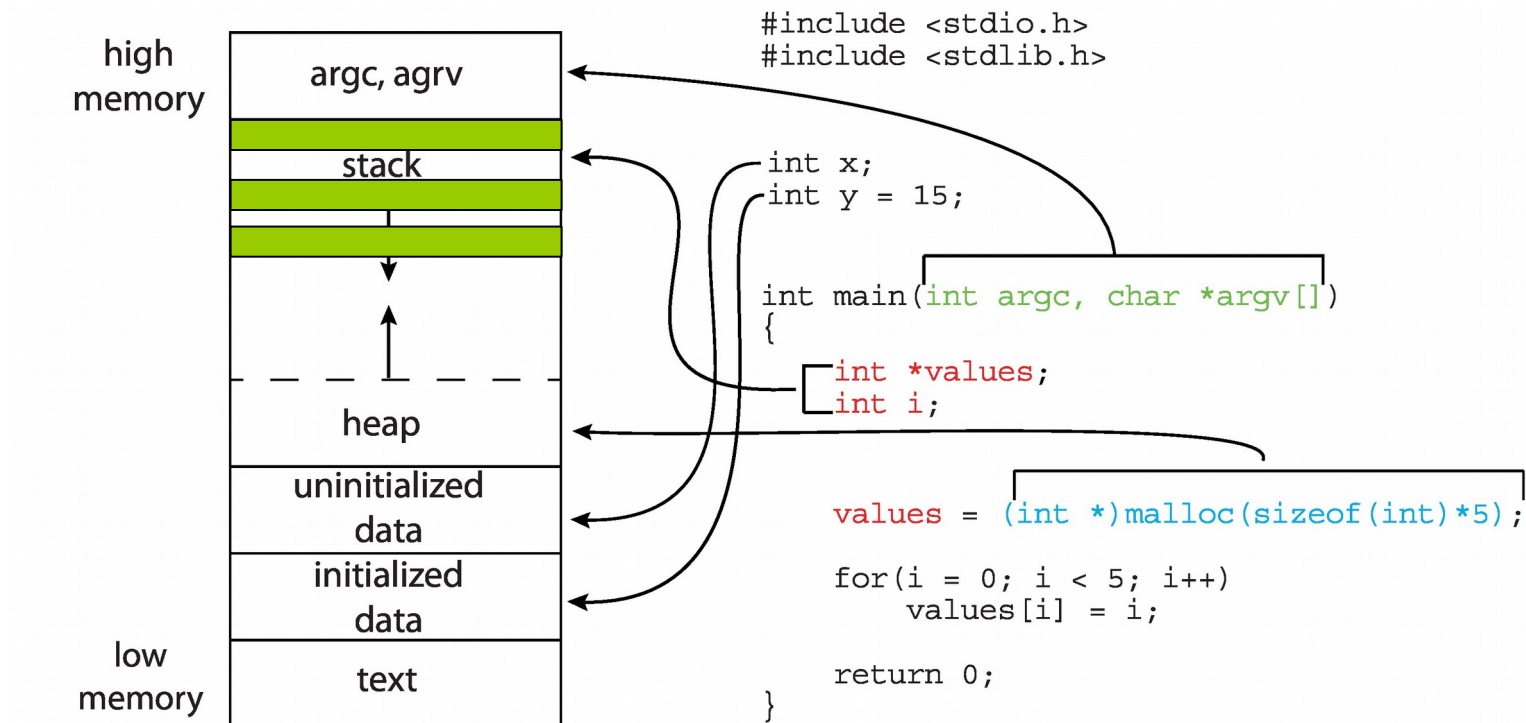 high
memory
argc, agrv
stack
heap
uninitialized
data
initialized
data
low
memory
text
#include <stdio.h>
#include <stdlib.h>
int x;
int y = 15;
int main(int argc, char *argv[])
{
int *values;
int i;
values = (int *)malloc(sizeof(int)*5);
for(i = 0; i < 5; i++)
values[i] = i;
return 0;
}